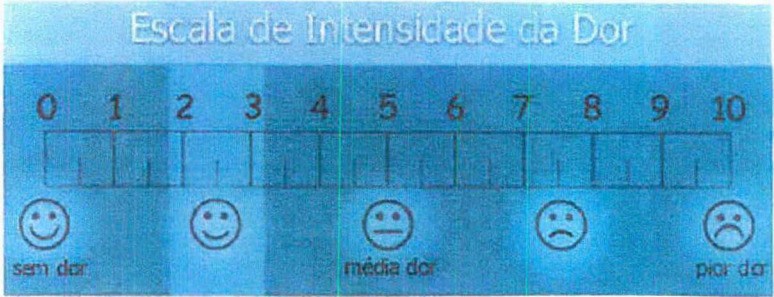 Escala de Intensidade da Dor
0 1 2 3 4 5 6 7 8 9 10
sem dor média dor pior dor